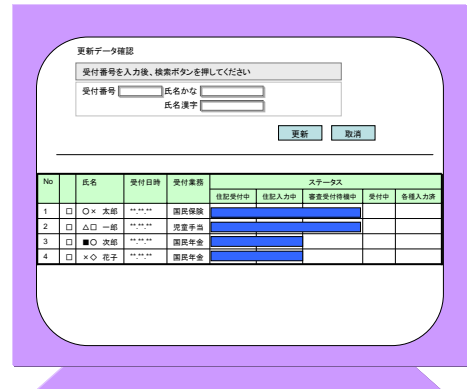 更新データ確認
受付番号を入力後、検索ボタンを押してください
受付番号 氏名かな
氏名漢字
更新 取消
No 氏名 受付日時 受付業務 ステータス
住記受付中 住記入力中 審査受付待機中 受付中 各種入力済
1 □ ○× 太郎 **.**.** 国民保険
2 □ △□ 一郎 **.**.** 児童手当
3 □ ■○ 次郎 **.**.** 国民年金
4 □ ×◇ 花子 **.**.** 国民年金